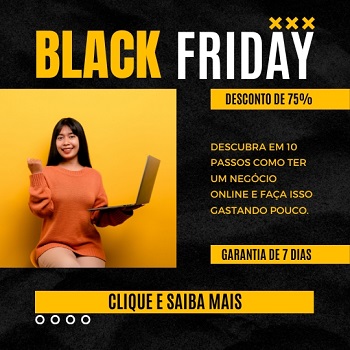 BLACK FRIDAY
DESCONTO DE 75%
DESCUBRA EM 10
PASSOS COMO TER
UM NEGÓCIO
ONLINE E FAÇA ISSO
GASTANDO POUCO.
GARANTIA DE 7 DIAS
CLIQUE E SAIBA MAIS